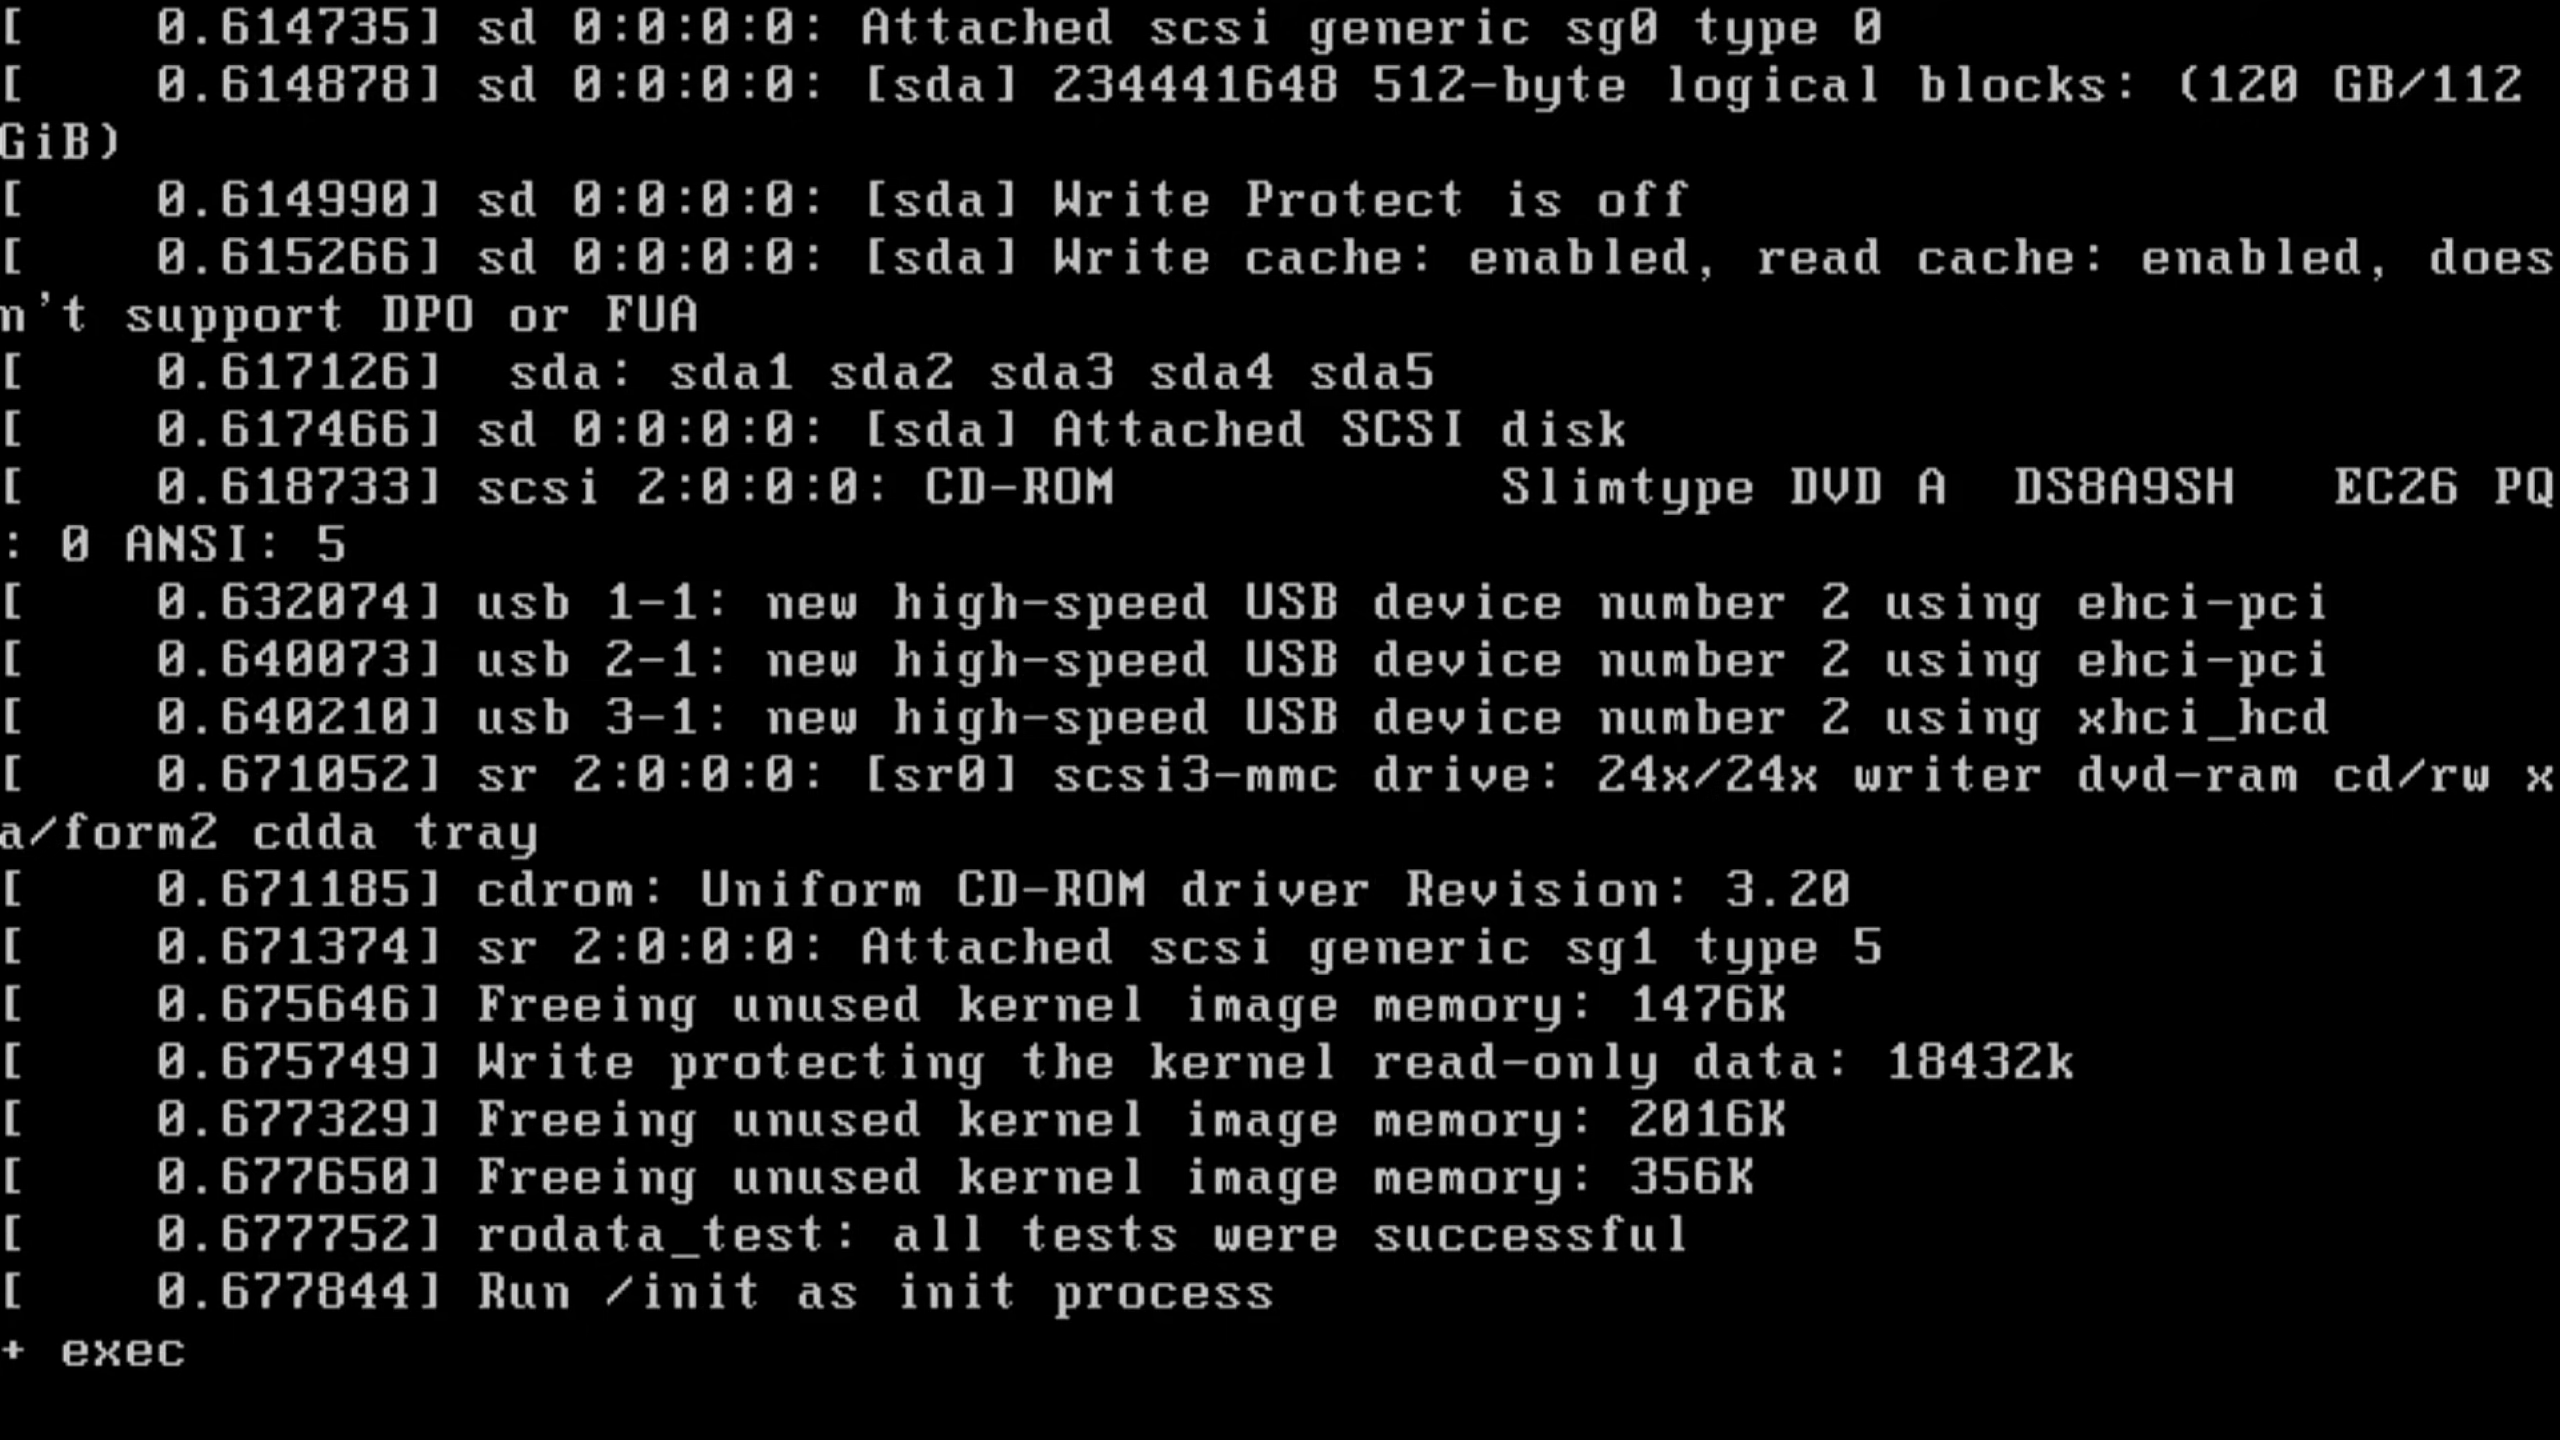 [    0.614735] sd 0:0:0:0: Attached scsi generic sg0 type 0
[    0.614878] sd 0:0:0:0: [sda] 234441648 512-byte logical blocks: (120 GB/112
GiB)
[    0.614990] sd 0:0:0:0: [sda] Write Protect is off
[    0.615266] sd 0:0:0:0: [sda] Write cache: enabled, read cache: enabled, does
n't support DPO or FUA
[    0.617126]  sda: sda1 sda2 sda3 sda4 sda5
[    0.617466] sd 0:0:0:0: [sda] Attached SCSI disk
[    0.618733] scsi 2:0:0:0: CD-ROM            Slimtype DVD A  DS8A9SH   EC26 PQ
: 0 ANSI: 5
[    0.632074] usb 1-1: new high-speed USB device number 2 using ehci-pci
[    0.640073] usb 2-1: new high-speed USB device number 2 using ehci-pci
[    0.640210] usb 3-1: new high-speed USB device number 2 using xhci_hcd
[    0.671052] sr 2:0:0:0: [sr0] scsi3-mmc drive: 24x/24x writer dvd-ram cd/rw x
a/form2 cdda tray
[    0.671185] cdrom: Uniform CD-ROM driver Revision: 3.20
[    0.671374] sr 2:0:0:0: Attached scsi generic sg1 type 5
[    0.675646] Freeing unused kernel image memory: 1476K
[    0.675749] Write protecting the kernel read-only data: 18432k
[    0.677329] Freeing unused kernel image memory: 2016K
[    0.677650] Freeing unused kernel image memory: 356K
[    0.677752] rodata_test: all tests were successful
[    0.677844] Run /init as init process
+ exec